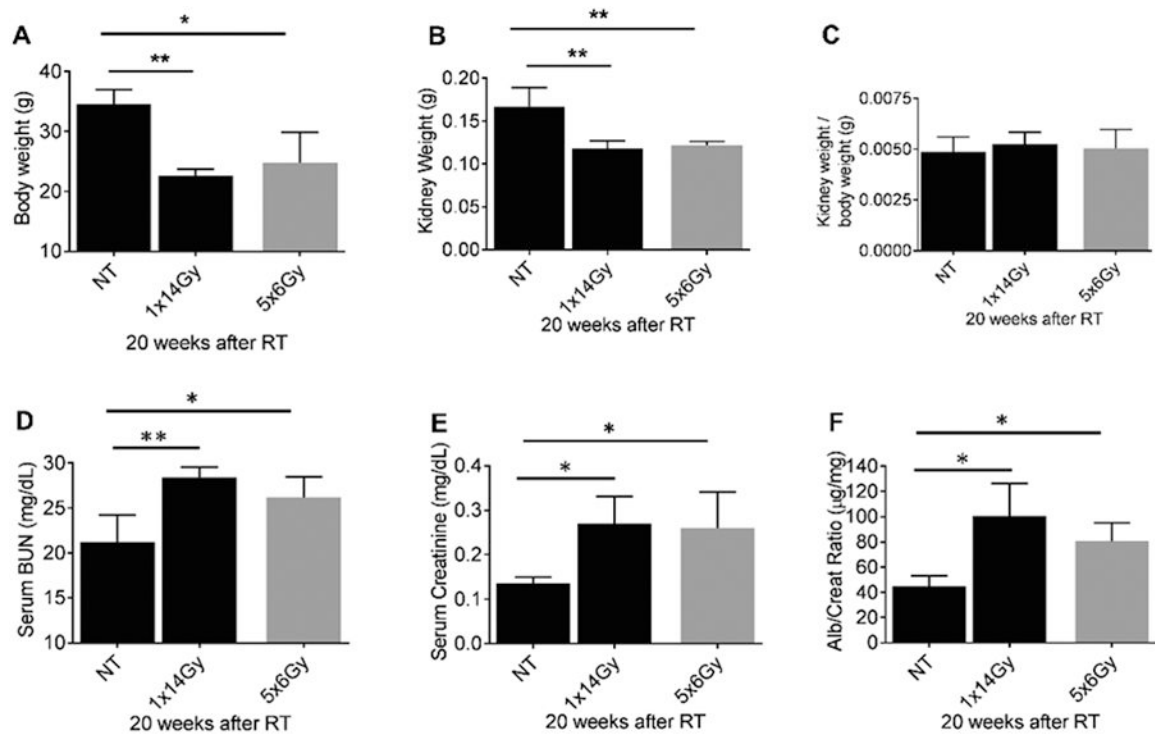 A
*
**
Body weight (g)
40
30
20
10
NT
1x14Gy
5x6Gy
20 weeks after RT
B
**
**
Kidney Weight (g)
0.20
0.15
0.10
0.05
0.00
NT
1x14Gy
5x6Gy
20 weeks after RT
C
Kidney weight /
body weight (g)
0.0075
0.0050
0.0025
0.0000
NT
1x14Gy
5x6Gy
20 weeks after RT
D
*
**
Serum BUN (mg/dL)
30
25
20
15
10
NT
1x14Gy
5x6Gy
20 weeks after RT
E
*
*
Serum Creatinine (mg/dL)
0.4
0.3
0.2
0.1
0.0
NT
1x14Gy
5x6Gy
20 weeks after RT
F
*
*
Alb/Creat Ratio (µg/mg)
140
120
100
80
60
40
20
0
NT
1x14Gy
5x6Gy
20 weeks after RT